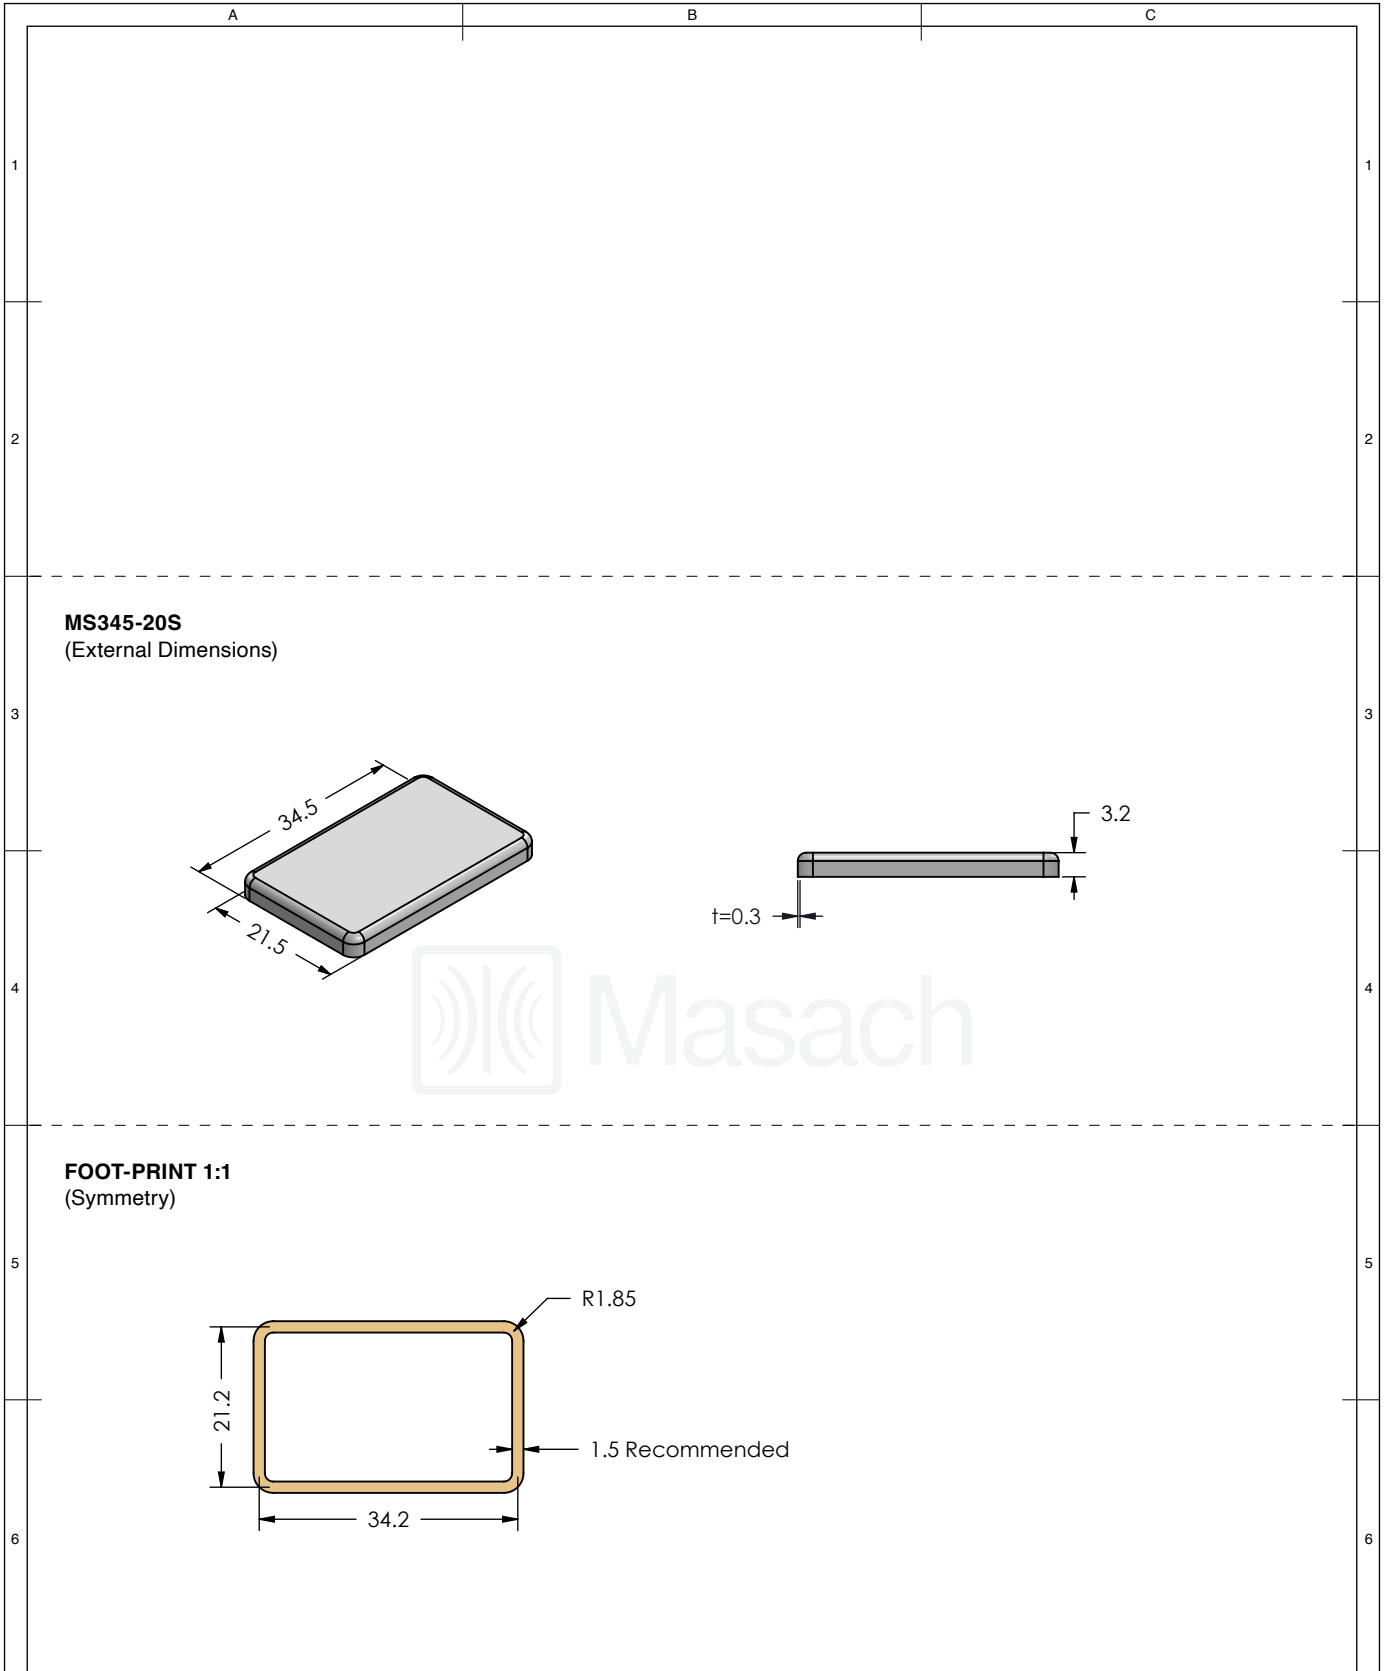 A B C
1 1
2 2
MS345-20S
(External Dimensions)
3 3
34.5
3.2
t=0.3
21.5
4 4
Masach
FOOT-PRINT 1:1
(Symmetry)
5 5
R1.85
21.2
1.5 Recommended
34.2
6 6